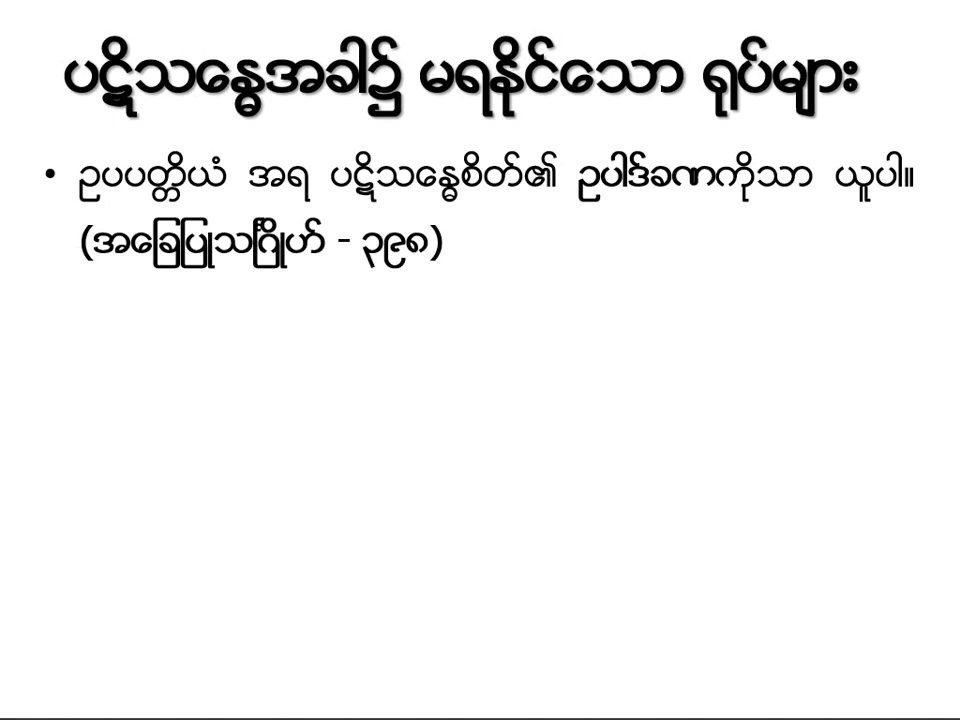 ပဋိသန္ဓေအခါ၌ မရနိုင်သော ရုပ်များ
• ဥပပတ္တိယံ အရ ပဋိသန္ဓေစိတ်၏ ဥပါဒ်ခဏကိုသာ ယူပါ။
(အခြေပြုသင်္ဂြိုဟ် - ၃၉၈)